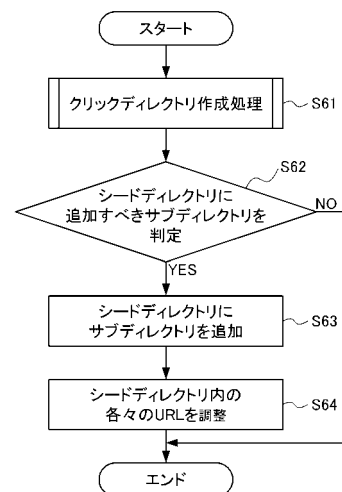 スタート
クリックディレクトリ作成処理
S61
S62
シードディレクトリに
追加すべきサブディレクトリを
判定
NO
YES
シードディレクトリに
サブディレクトリを追加
S63
シードディレクトリ内の
各々のURLを調整
S64
エンド